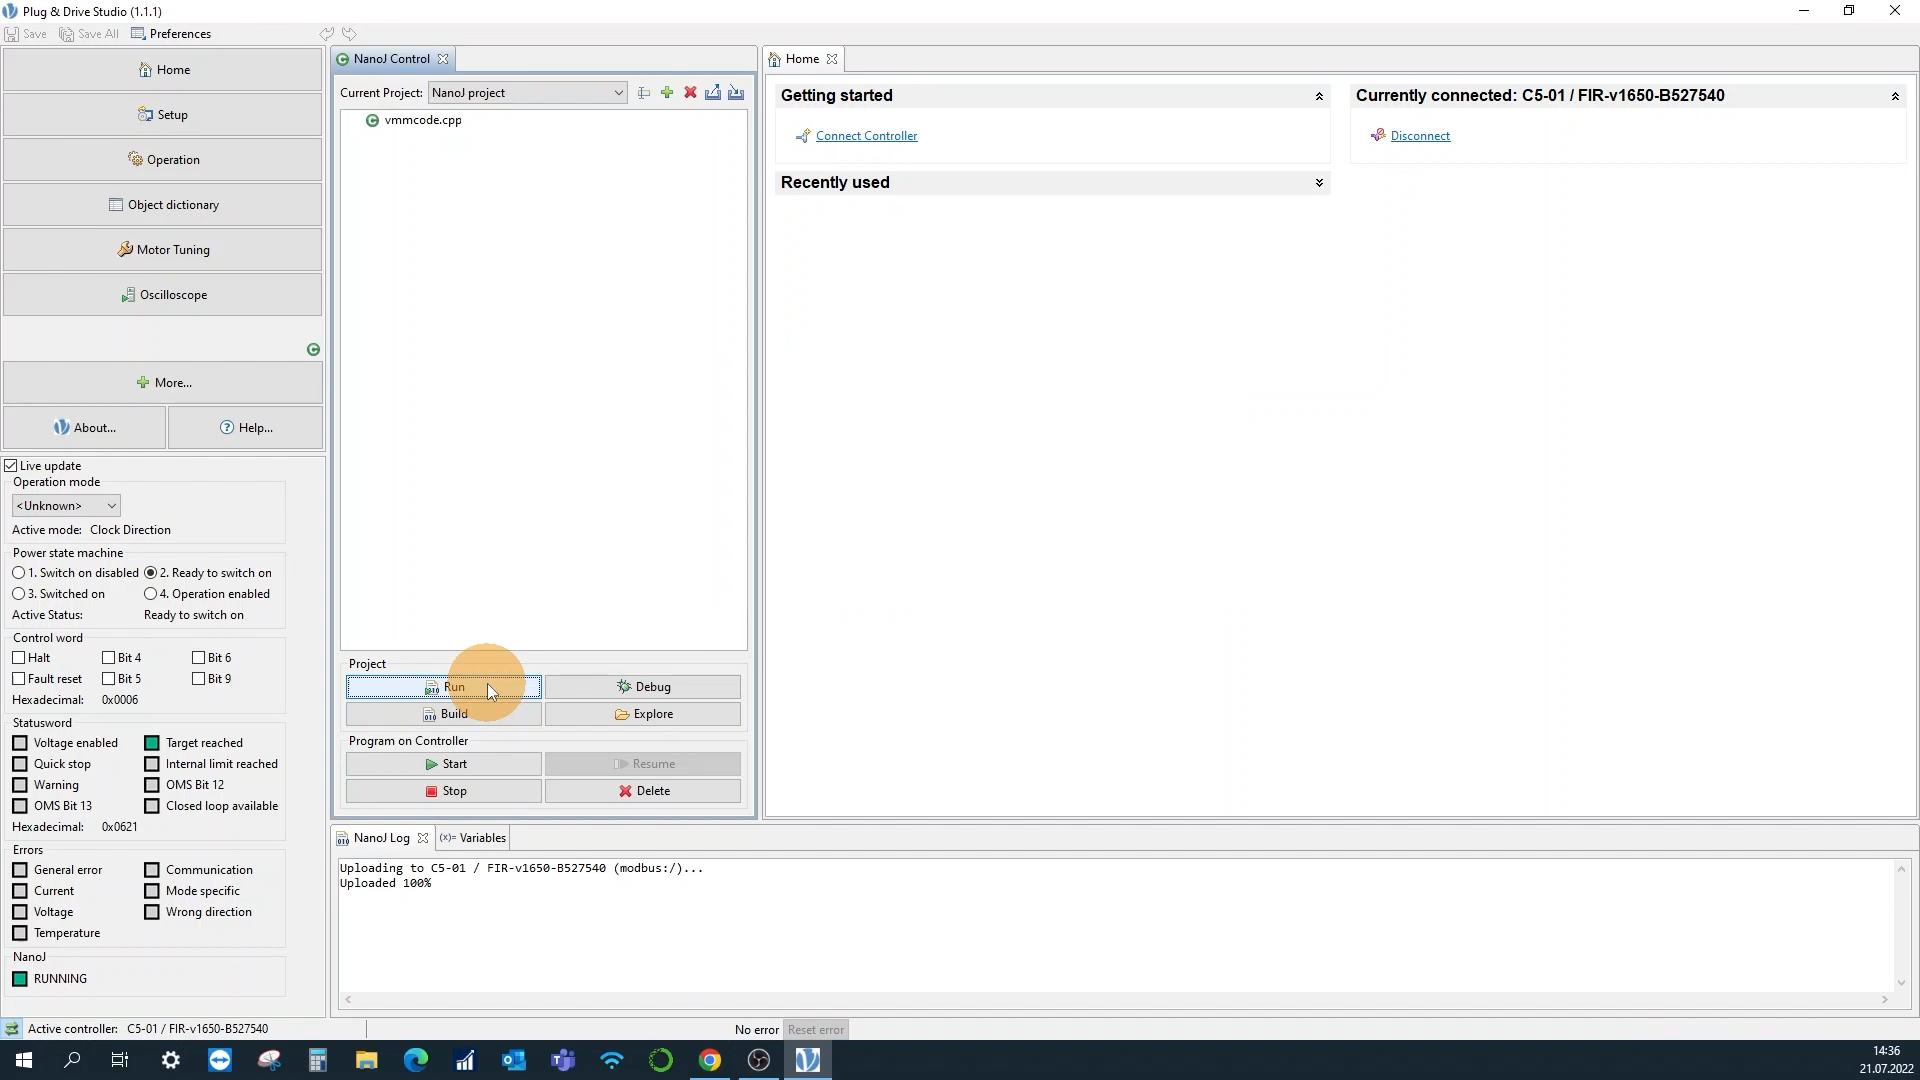 Plug & Drive Studio (1.1.1)
Save Save All Preferences
Home
Setup
Operation
Object dictionary
Motor Tuning
Oscilloscope
More...
About... Help...
Live update
Operation mode
<Unknown>
Active mode: Clock Direction
Power state machine
1. Switch on disabled 2. Ready to switch on
3. Switched on 4. Operation enabled
Active Status: Ready to switch on
Control word
Halt Bit 4 Bit 6
Fault reset Bit 5 Bit 9
Hexadecimal: 0x0006
Statusword
Voltage enabled Target reached
Quick stop Internal limit reached
Warning OMS Bit 12
OMS Bit 13 Closed loop available
Hexadecimal: 0x0621
Errors
General error Communication
Current Mode specific
Voltage Wrong direction
Temperature
NanoJ
RUNNING
NanoJ Control
Current Project: NanoJ project
vmmcode.cpp
Project
Run Debug
Build Explore
Program on Controller
Start Resume
Stop Delete
Home
Getting started
Connect Controller
Recently used
Currently connected: C5-01 / FIR-v1650-B527540
Disconnect
NanoJ Log (x)= Variables
Uploading to C5-01 / FIR-v1650-B527540 (modbus:/)...
Uploaded 100%
Active controller: C5-01 / FIR-v1650-B527540
No error Reset error
14:36
21.07.2022